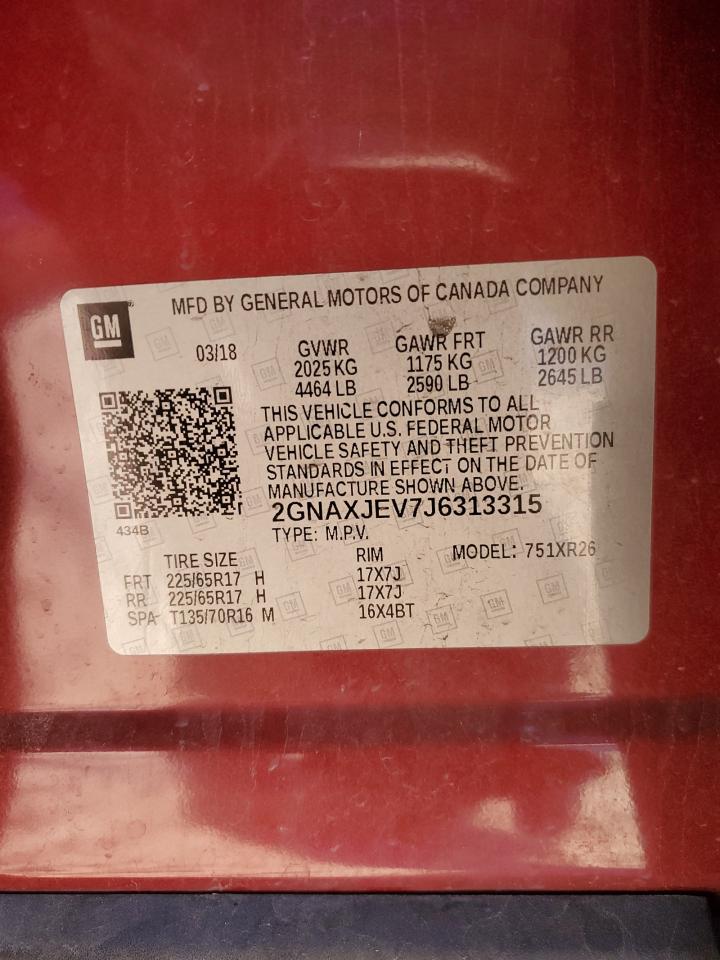 GM
MFD BY GENERAL MOTORS OF CANADA COMPANY
03/18 GVWR GAWR FRT GAWR RR
2025 KG 1175 KG 1200 KG
4464 LB 2590 LB 2645 LB
THIS VEHICLE CONFORMS TO ALL
APPLICABLE U.S. FEDERAL MOTOR
VEHICLE SAFETY AND THEFT PREVENTION
STANDARDS IN EFFECT ON THE DATE OF
MANUFACTURE SHOWN ABOVE.
2GNAXJEV7J6313315
434B
TYPE: M.P.V.
TIRE SIZE RIM MODEL: 751XR26
FRT 225/65R17 H 17X7J
RR 225/65R17 H 17X7J
SPA T135/70R16 M 16X4BT